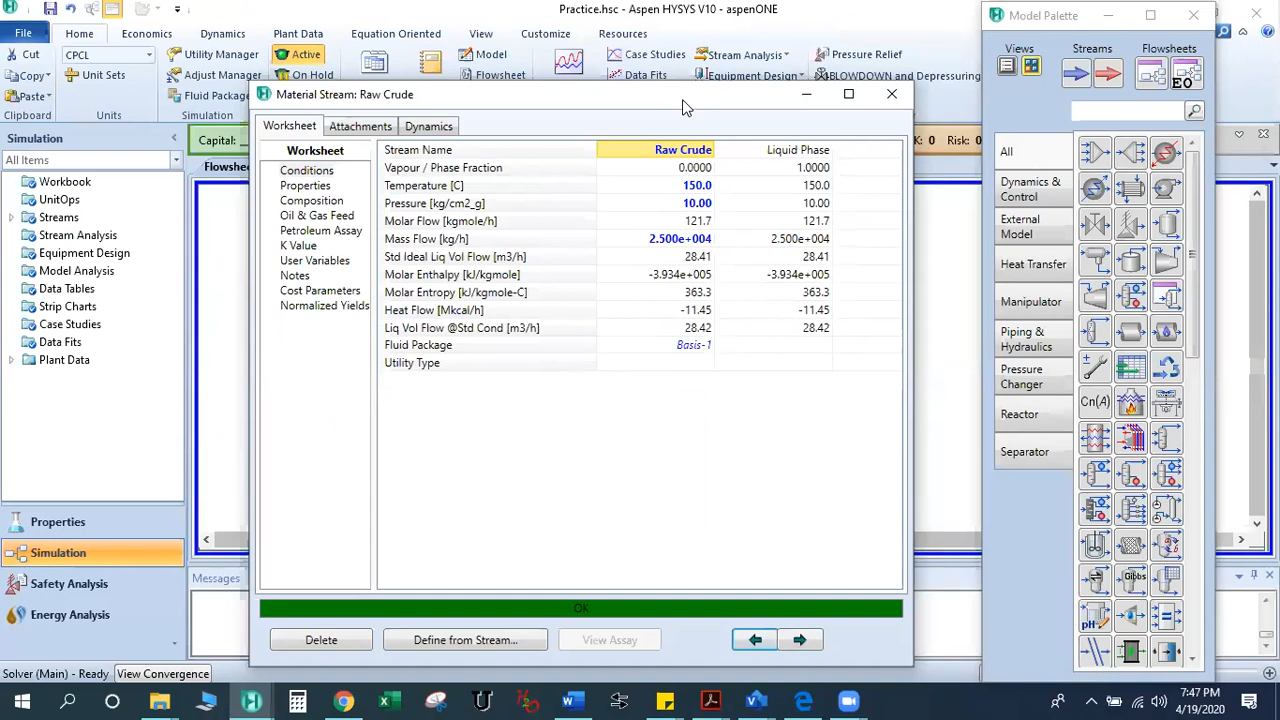 Practice.hsc - Aspen HYSYS V10 - aspenONE
File Home Economics Dynamics Plant Data Equation Oriented View Customize Resources
Cut CPCL Utility Manager Active Model Case Studies Stream Analysis Pressure Relief
Copy Unit Sets Adjust Manager On Hold Flowsheet Data Fits Equipment Design BLOWDOWN and Depressuring
Paste Fluid Package
Clipboard Units Simulation
Simulation
All Items
Workbook
UnitOps
Streams
Stream Analysis
Equipment Design
Model Analysis
Data Tables
Strip Charts
Case Studies
Data Fits
Plant Data
Properties
Simulation
Safety Analysis
Energy Analysis
Capital:
K: 0 Risk: 0
Material Stream: Raw Crude
Worksheet Attachments Dynamics
Worksheet
Conditions
Properties
Composition
Oil & Gas Feed
Petroleum Assay
K Value
User Variables
Notes
Cost Parameters
Normalized Yields
Stream Name Raw Crude Liquid Phase
Vapour / Phase Fraction 0.0000 1.0000
Temperature [C] 150.0 150.0
Pressure [kg/cm2_g] 10.00 10.00
Molar Flow [kgmole/h] 121.7 121.7
Mass Flow [kg/h] 2.500e+004 2.500e+004
Std Ideal Liq Vol Flow [m3/h] 28.41 28.41
Molar Enthalpy [kJ/kgmole] -3.934e+005 -3.934e+005
Molar Entropy [kJ/kgmole-C] 363.3 363.3
Heat Flow [Mkcal/h] -11.45 -11.45
Liq Vol Flow @Std Cond [m3/h] 28.42 28.42
Fluid Package Basis-1
Utility Type
OK
Delete Define from Stream... View Assay
Messages
Model Palette
Views Streams Flowsheets
EO
All
Dynamics & Control
External Model
Heat Transfer
Manipulator
Piping & Hydraulics
Pressure Changer
Reactor
Separator
Cn(A)
Gibbs
pH
Solver (Main) - Ready View Convergence
7:47 PM
4/19/2020